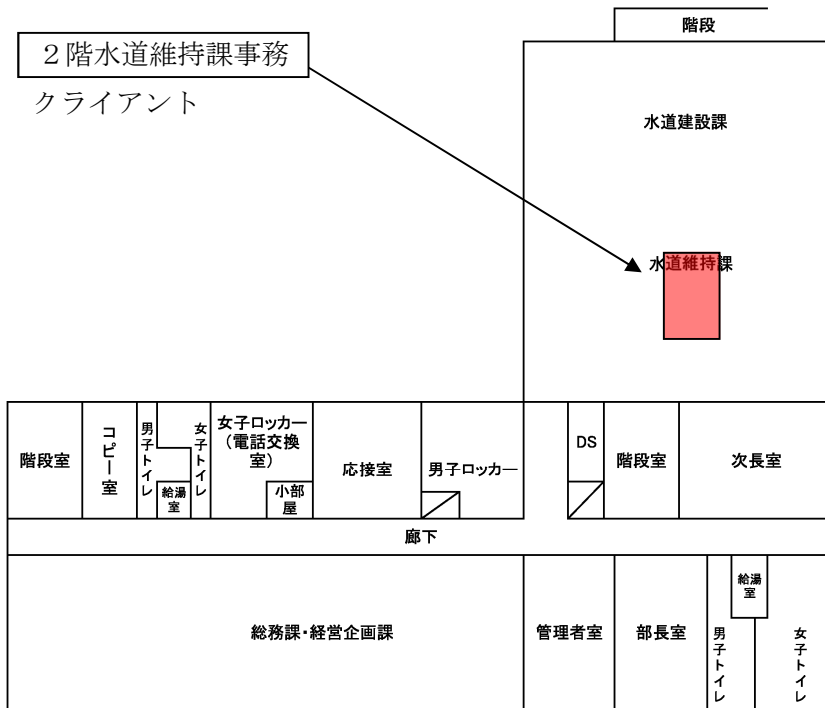 階段
２階水道維持課事務
クライアント
水道建設課
水道維持課
階段室
コピー室
男子トイレ
給湯
室
女子トイレ
女子ロッカー
（電話交換
室）
小部
屋
応接室
男子ロッカー
DS
階段室
次長室
廊下
総務課・経営企画課
管理者室
部長室
男子トイレ
給湯
室
女子トイレ